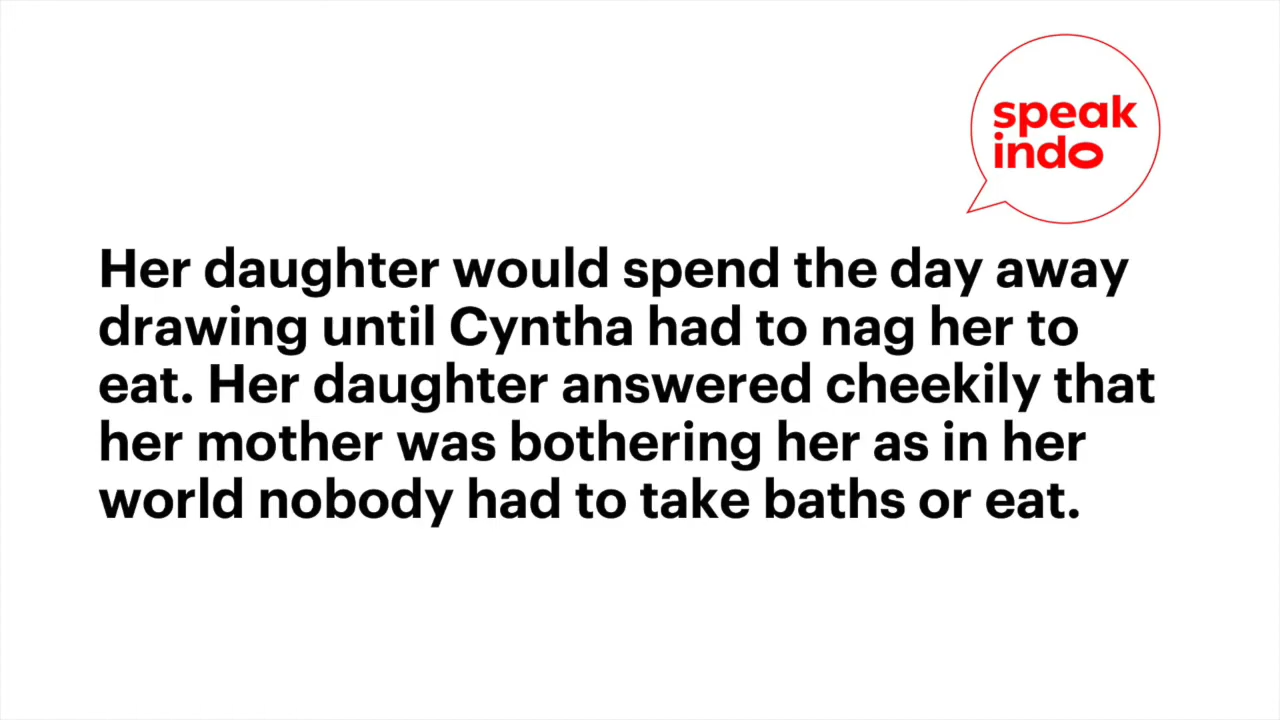 speak
indo
Her daughter would spend the day away
drawing until Cyntha had to nag her to
eat. Her daughter answered cheekily that
her mother was bothering her as in her
world nobody had to take baths or eat.